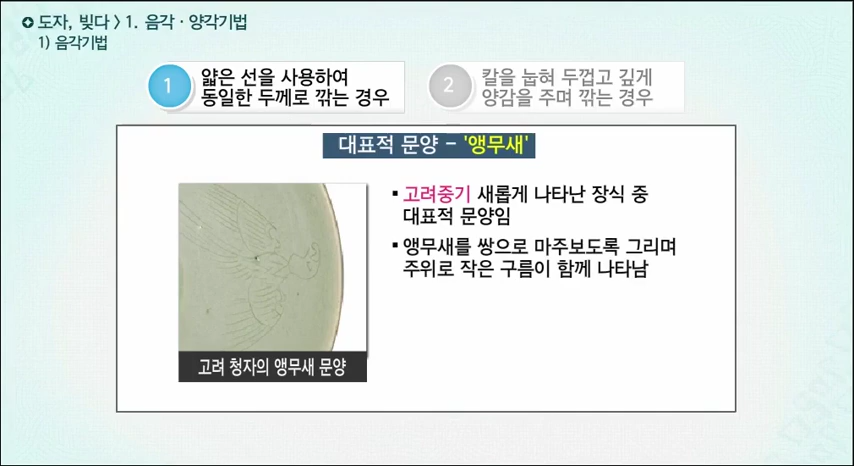 도자, 빚다 > 1. 음각 · 양각기법
1) 음각기법
1
얇은 선을 사용하여
동일한 두께로 깎는 경우
2
칼을 눕혀 두껍고 깊게
양감을 주며 깎는 경우
대표적 문양 - '앵무새'
▪ 고려중기 새롭게 나타난 장식 중
대표적 문양임
▪ 앵무새를 쌍으로 마주보도록 그리며
주위로 작은 구름이 함께 나타남
고려 청자의 앵무새 문양